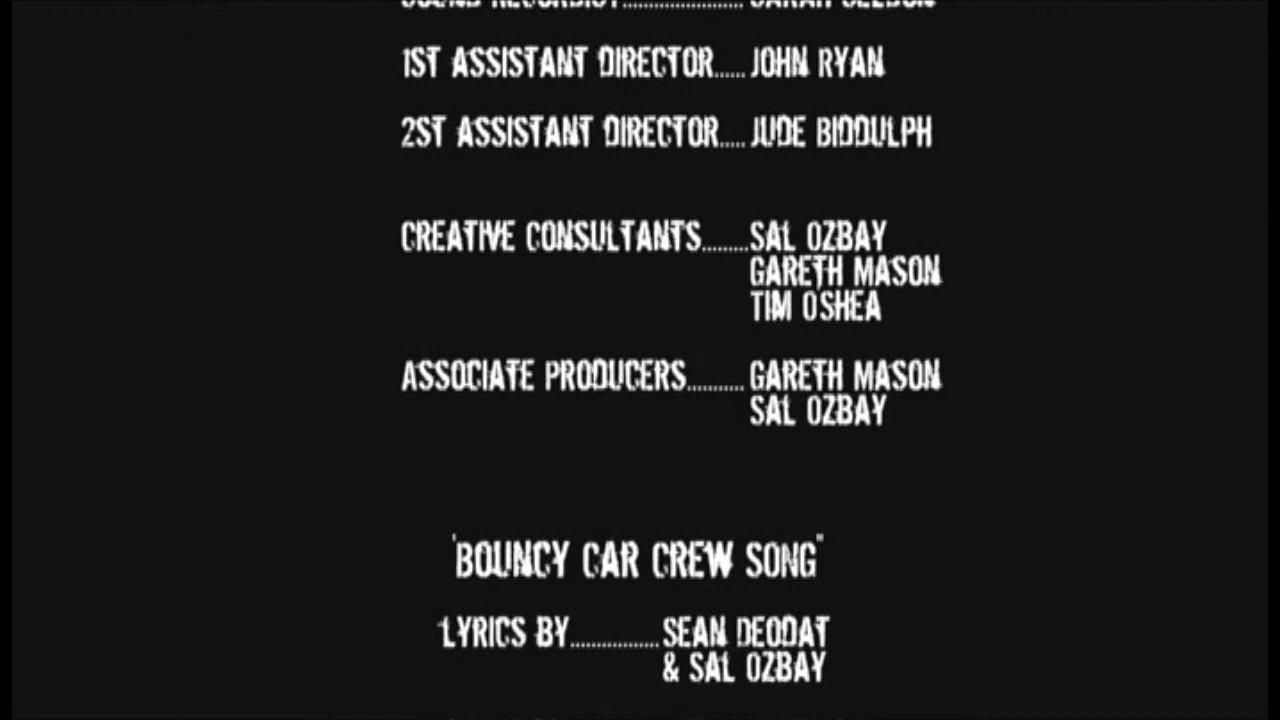 1ST ASSISTANT DIRECTOR...... JOHN RYAN
2ST ASSISTANT DIRECTOR..... JUDE BIDDULPH
CREATIVE CONSULTANTS.........SAL OZBAY
GARETH MASON
TIM OSHEA
ASSOCIATE PRODUCERS........... GARETH MASON
SAL OZBAY
"BOUNCY CAR CREW SONG"
LYRICS BY................. SEAN DEODAT
& SAL OZBAY